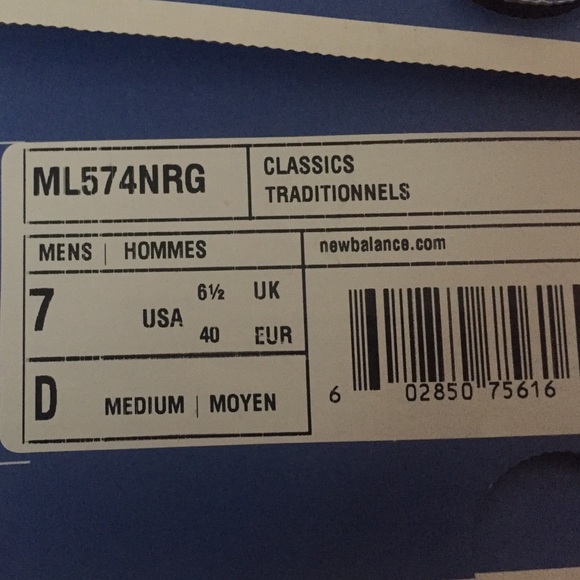 ML574NRG
CLASSICS
TRADITIONNELS
MENS | HOMMES
newbalance.com
7 USA 6½ UK
40 EUR
D MEDIUM | MOYEN
6 02850 75616